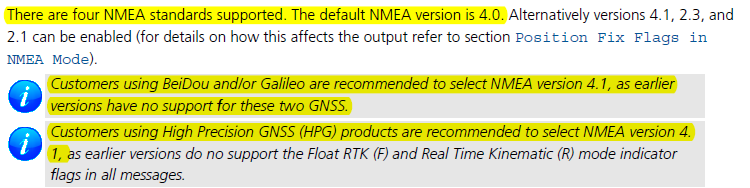 There are four NMEA standards supported. The default NMEA version is 4.0. Alternatively versions 4.1, 2.3, and
2.1 can be enabled (for details on how this affects the output refer to section Position Fix Flags in
NMEA Mode).
i
Customers using BeiDou and/or Galileo are recommended to select NMEA version 4.1, as earlier
versions have no support for these two GNSS.
i
Customers using High Precision GNSS (HPG) products are recommended to select NMEA version 4.
1, as earlier versions do no support the Float RTK (F) and Real Time Kinematic (R) mode indicator
flags in all messages.